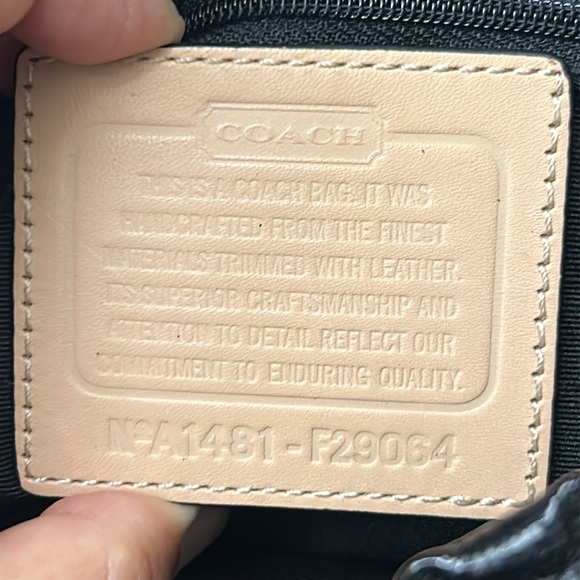 COACH
THIS IS A COACH BAG. IT WAS
HANDCRAFTED FROM THE FINEST
MATERIALS TRIMMED WITH LEATHER.
ITS SUPERIOR CRAFTSMANSHIP AND
ATTENTION TO DETAIL REFLECT OUR
COMMITMENT TO ENDURING QUALITY.
NºA1481-F29064